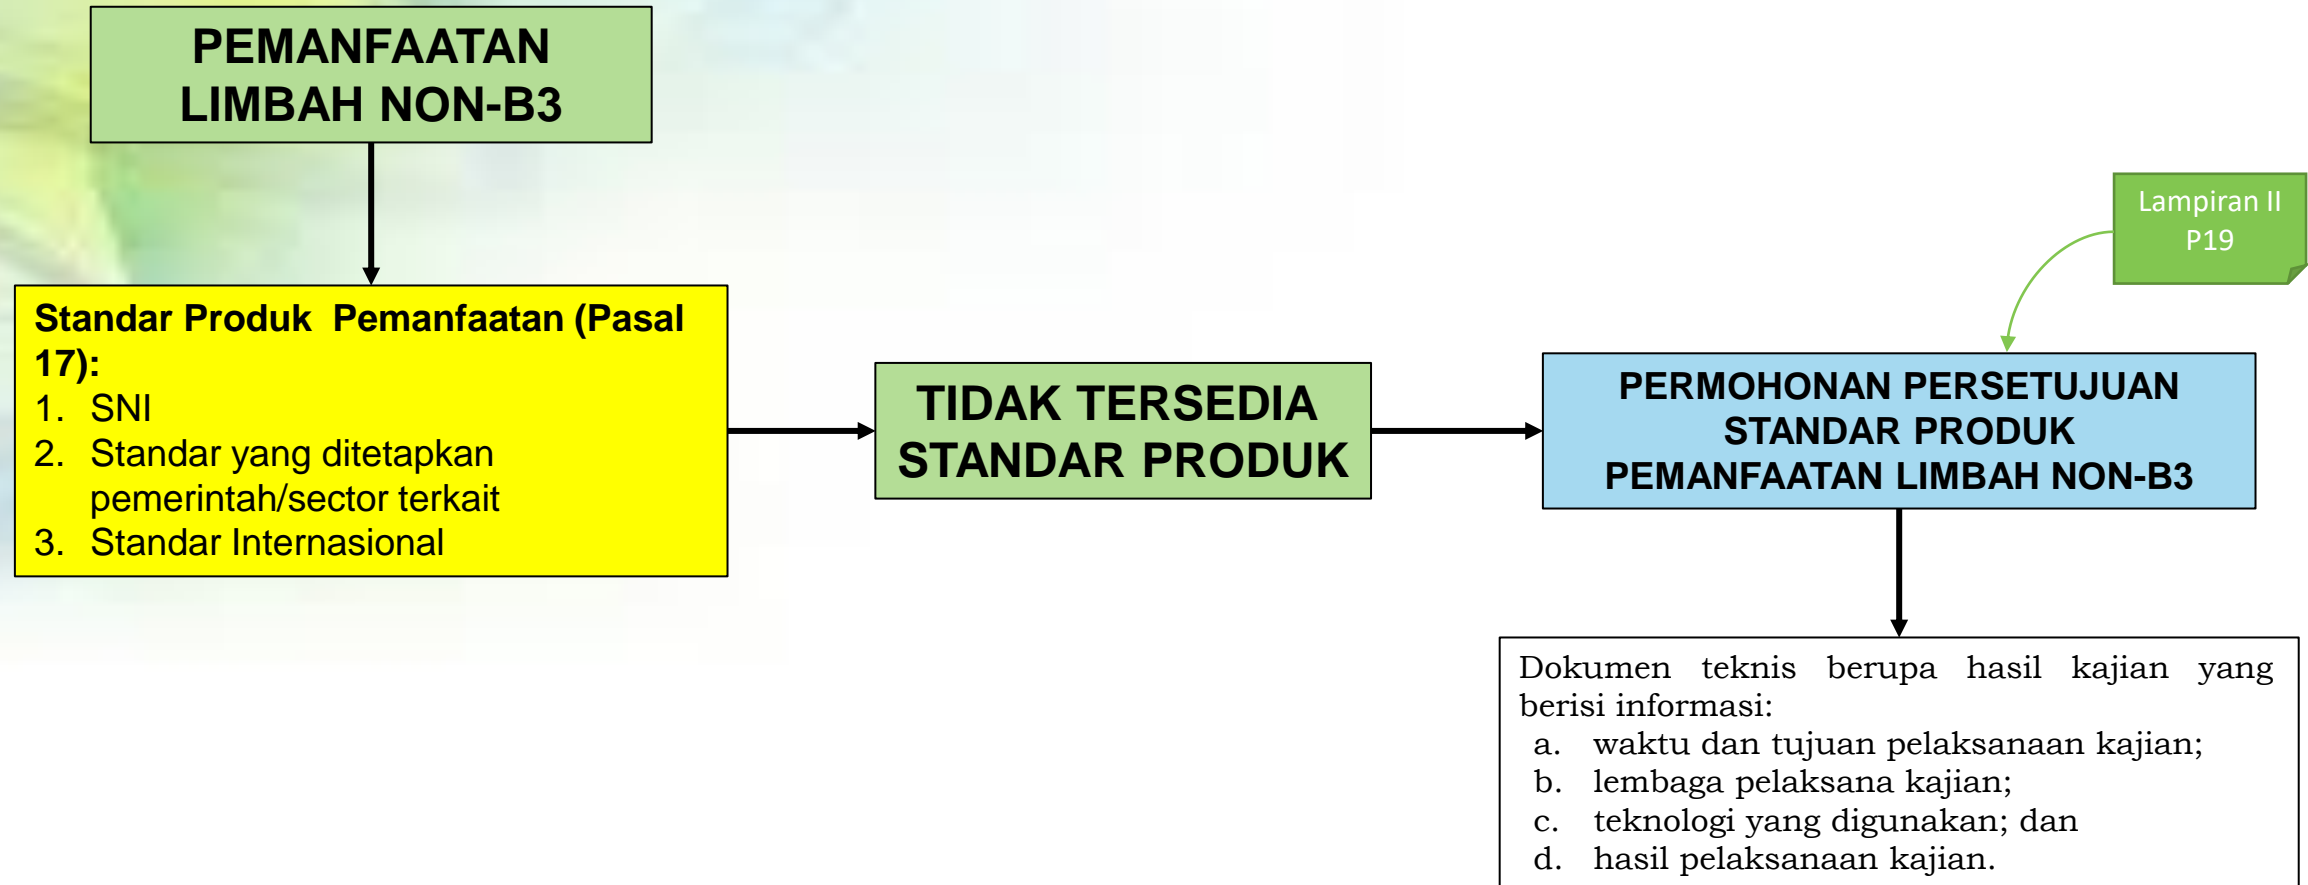 PEMANFAATAN
LIMBAH NON-B3
Lampiran II
P19
Standar Produk Pemanfaatan (Pasal
17):
1. SNI
2. Standar yang ditetapkan
pemerintah/sector terkait
3. Standar Internasional
TIDAK TERSEDIA
STANDAR PRODUK
PERMOHONAN PERSETUJUAN
STANDAR PRODUK
PEMANFAATAN LIMBAH NON-B3
Dokumen teknis berupa hasil kajian yang
berisi informasi:
a. waktu dan tujuan pelaksanaan kajian;
b. lembaga pelaksana kajian;
c. teknologi yang digunakan; dan
d. hasil pelaksanaan kajian.